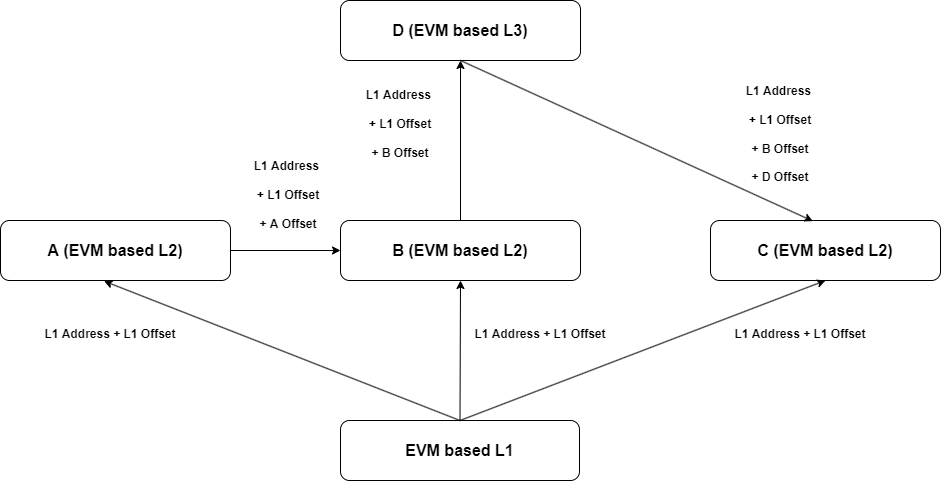 D (EVM based L3)
L1 Address
+ L1 Offset
+ B Offset
L1 Address
+ L1 Offset
+ B Offset
+ D Offset
L1 Address
+ L1 Offset
+ A Offset
A (EVM based L2)
B (EVM based L2)
C (EVM based L2)
L1 Address + L1 Offset
L1 Address + L1 Offset
L1 Address + L1 Offset
EVM based L1